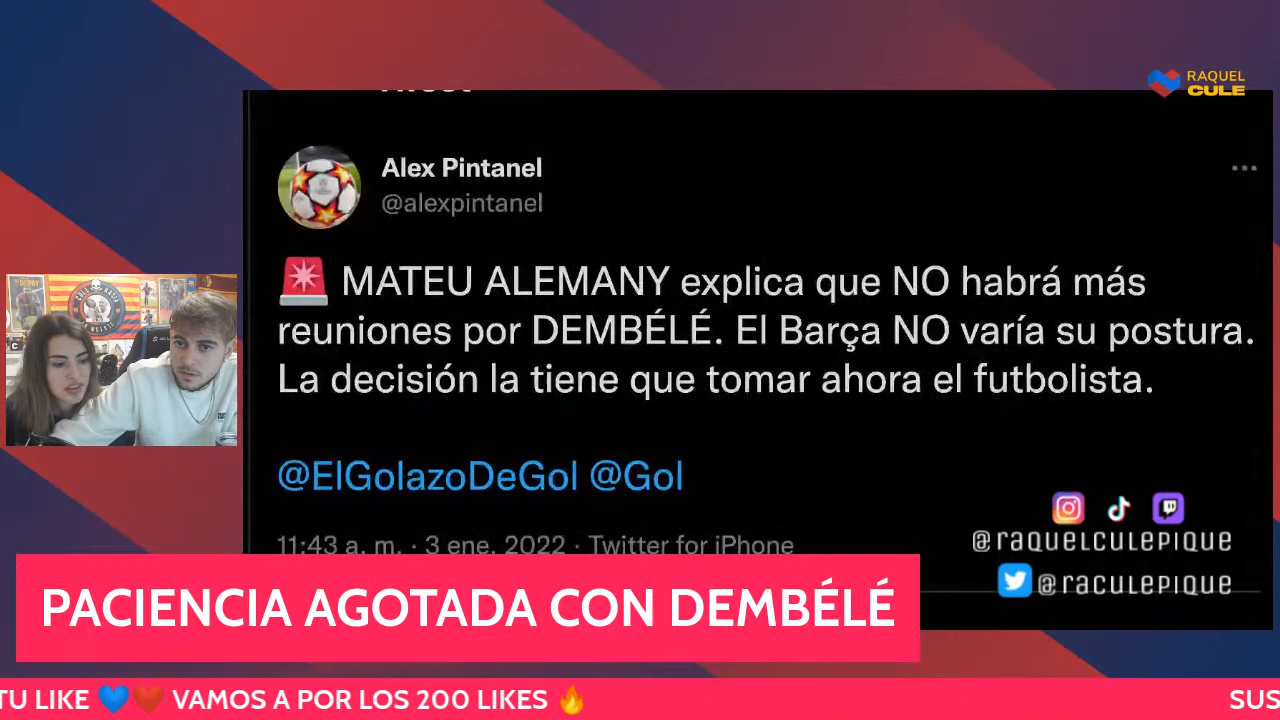 RAQUEL
CULE
Tweet
Alex Pintanel
@alexpintanel
🚨 MATEU ALEMANY explica que NO habrá más
reuniones por DEMBÉLÉ. El Barça NO varía su postura.
La decisión la tiene que tomar ahora el futbolista.
@ElGolazoDeGol @Gol
11:43 a. m. · 3 ene. 2022 · Twitter for iPhone
@raquelculepique
@raculepique
PACIENCIA AGOTADA CON DEMBÉLÉ
TU LIKE 💙❤️ VAMOS A POR LOS 200 LIKES 🔥
SUS